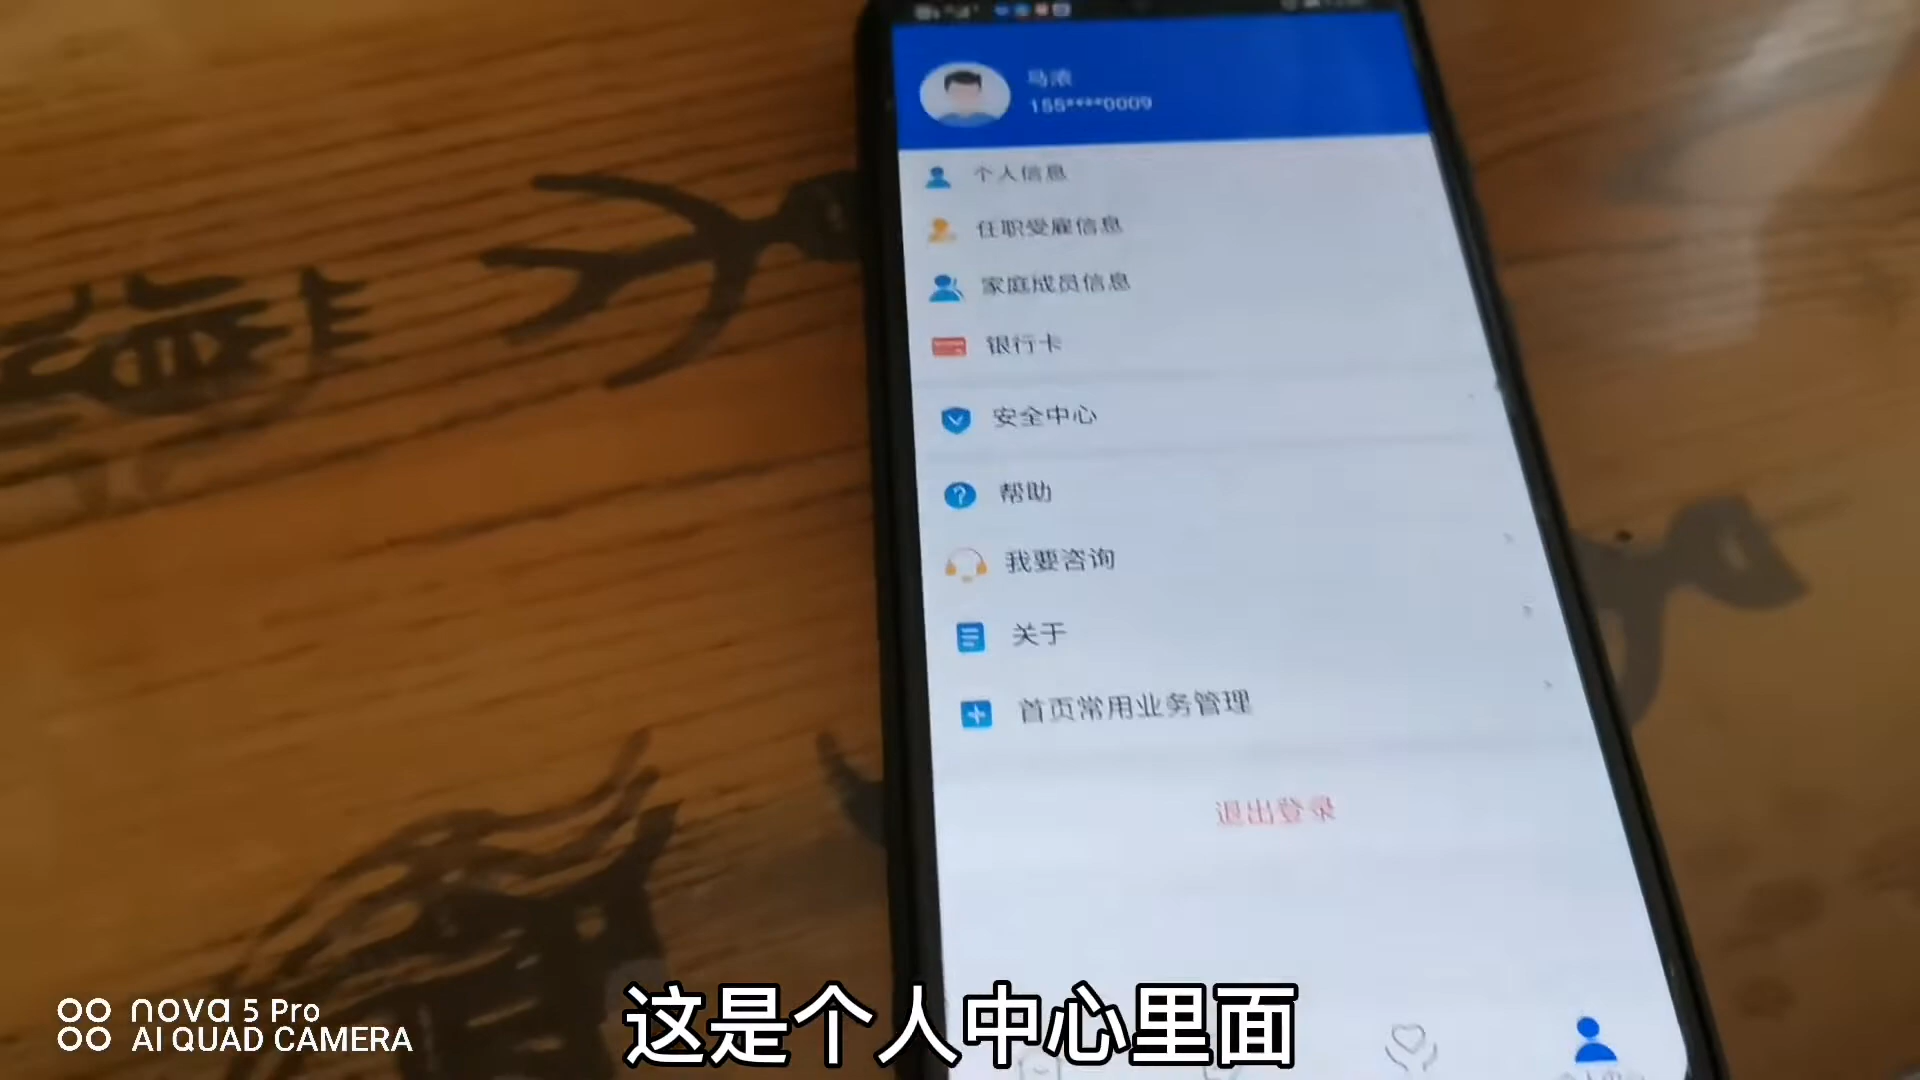 155****0009
个人信息
任职受雇信息
家庭成员信息
银行卡
安全中心
帮助
我要咨询
关于
首页常用业务管理
退出登录
这是个人中心里面
nova 5 Pro
AI QUAD CAMERA